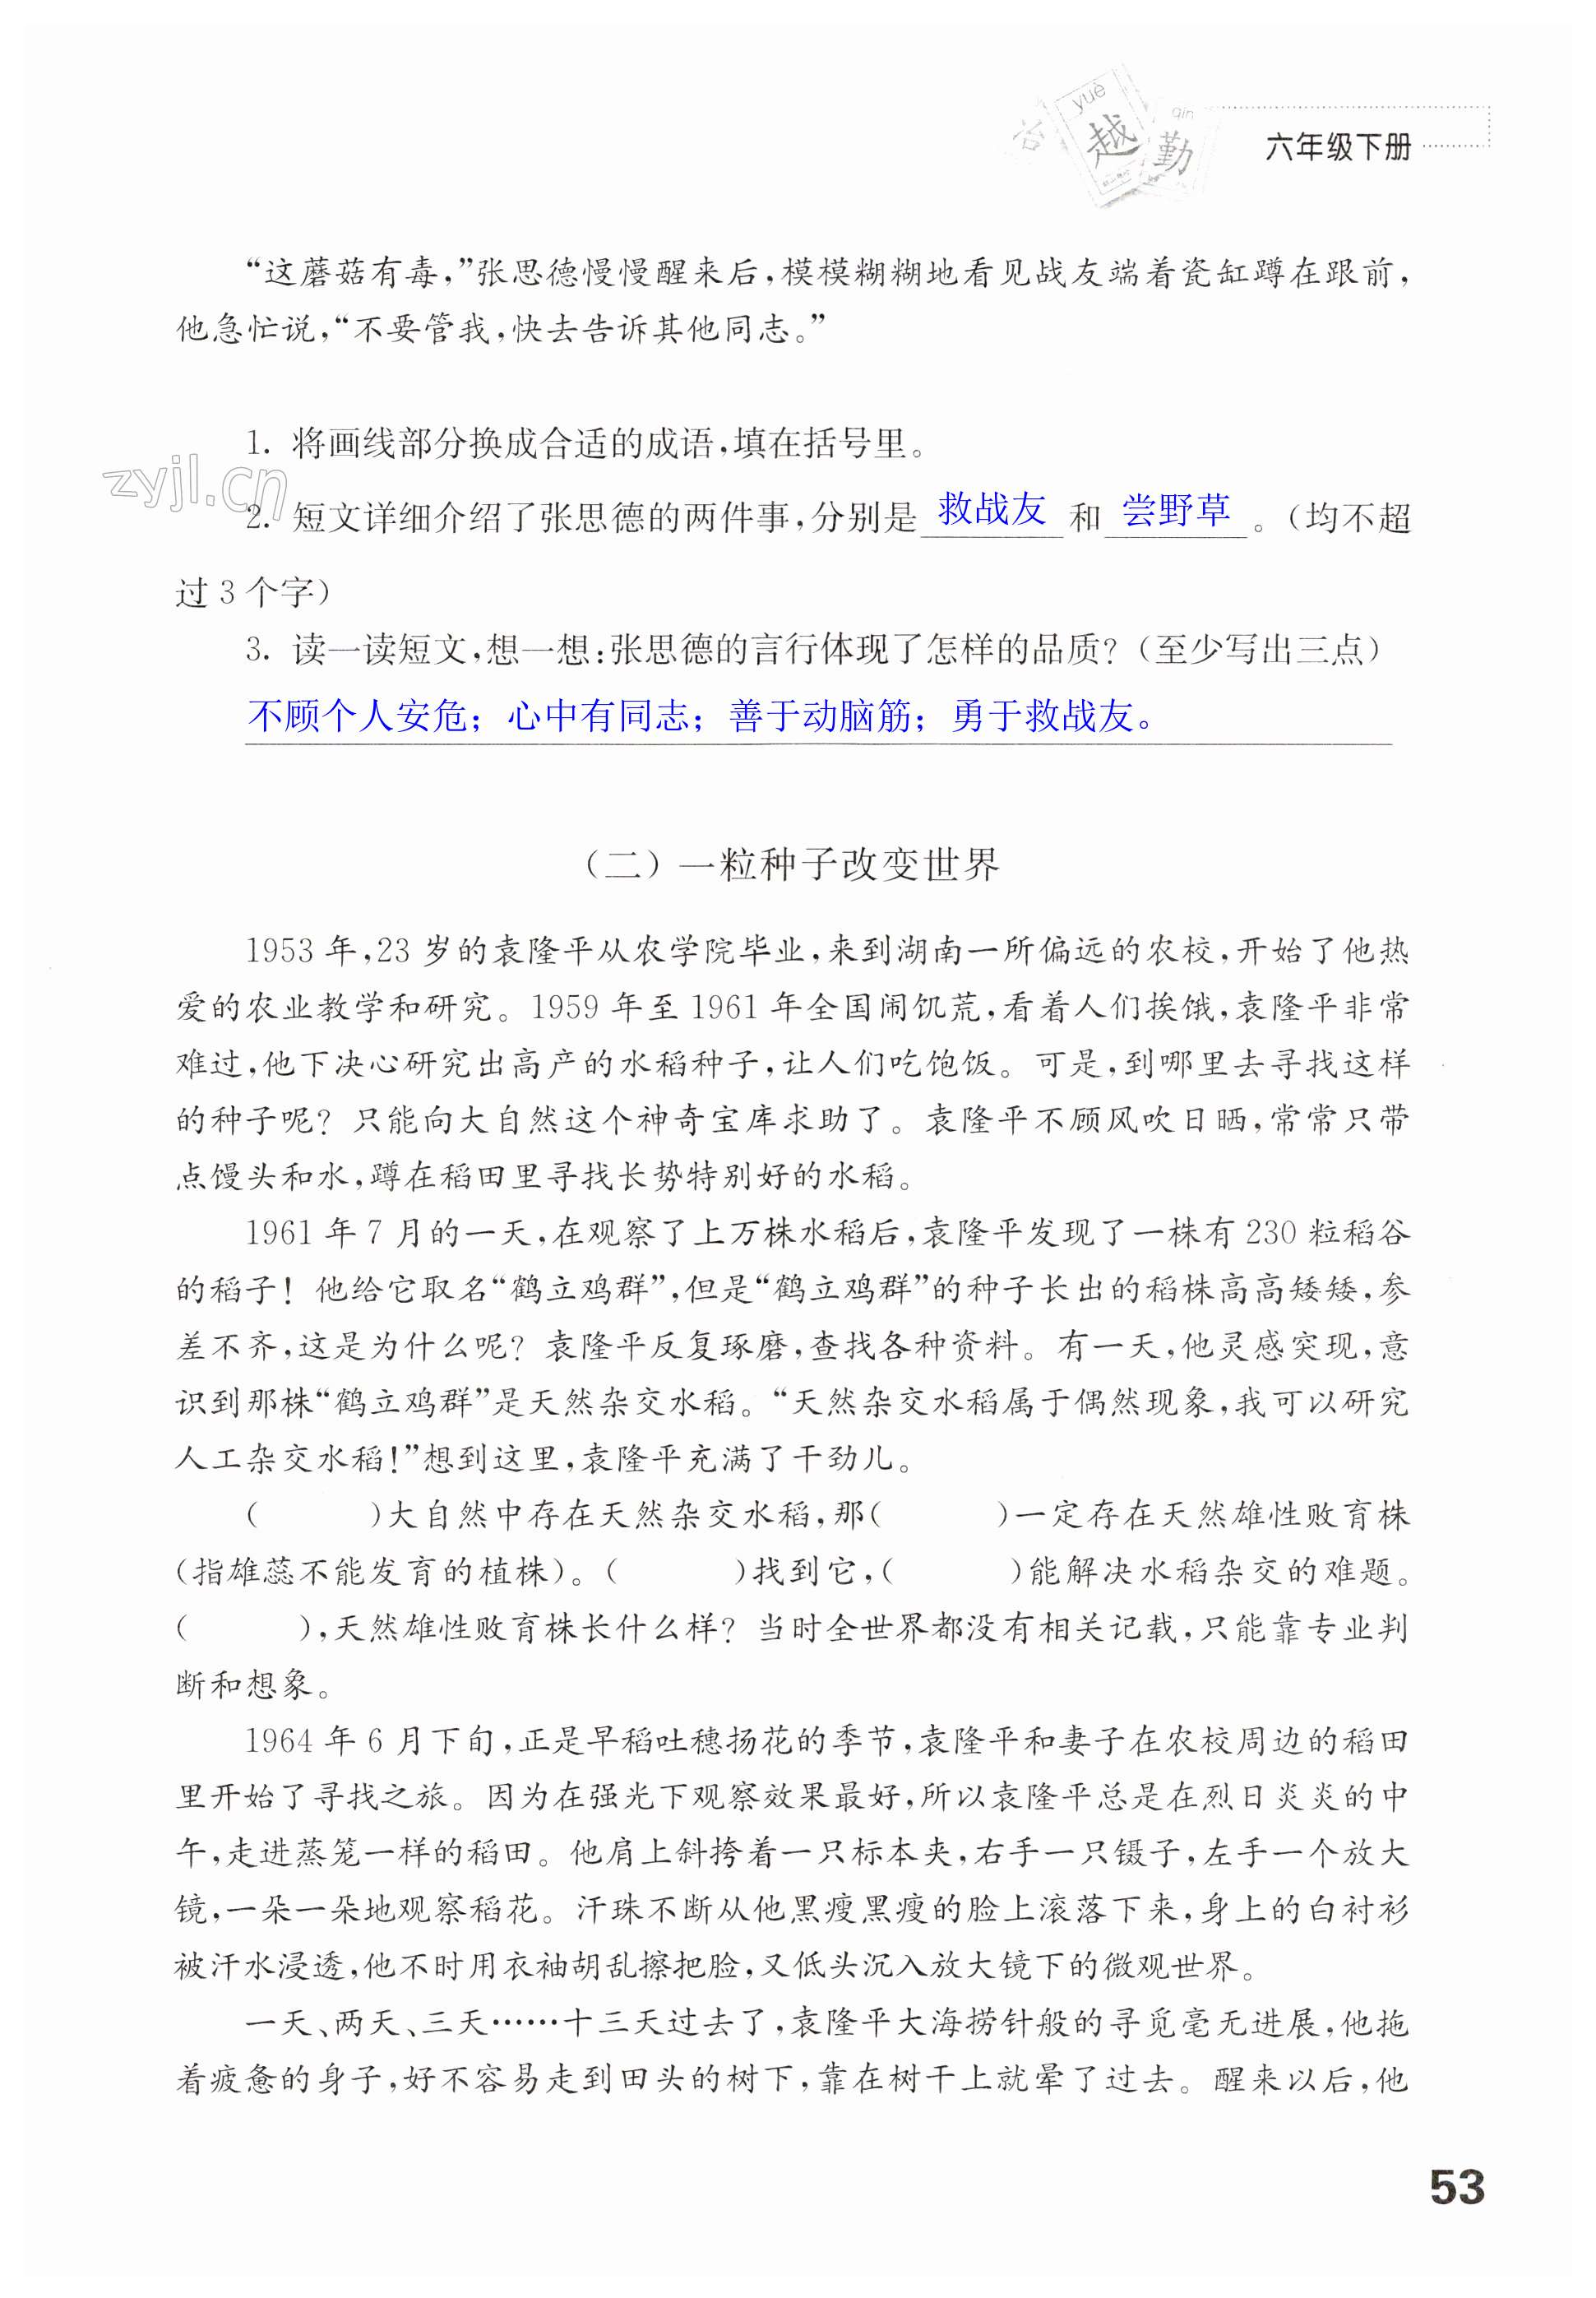 yuè
越
qín
勤
六年级下册
“这蘑菇有毒，”张思德慢慢醒来后，模模糊糊地看见战友端着瓷缸蹲在跟前，
他急忙说，“不要管我，快去告诉其他同志。”
1. 将画线部分换成合适的成语，填在括号里。
zyjl.cn
2. 短文详细介绍了张思德的两件事，分别是 救战友 和 尝野草 。（均不超
过 3 个字）
3. 读一读短文，想一想：张思德的言行体现了怎样的品质？（至少写出三点）
不顾个人安危；心中有同志；善于动脑筋；勇于救战友。
（二）一粒种子改变世界
1953 年，23 岁的袁隆平从农学院毕业，来到湖南一所偏远的农校，开始了他热
爱的农业教学和研究。1959 年至 1961 年全国闹饥荒，看着人们挨饿，袁隆平非常
难过，他下决心研究出高产的水稻种子，让人们吃饱饭。可是，到哪里去寻找这样
的种子呢？只能向大自然这个神奇宝库求助了。袁隆平不顾风吹日晒，常常只带
点馒头和水，蹲在稻田里寻找长势特别好的水稻。
1961 年 7 月的一天，在观察了上万株水稻后，袁隆平发现了一株有 230 粒稻谷
的稻子！他给它取名“鹤立鸡群”，但是“鹤立鸡群”的种子长出的稻株高高矮矮，参
差不齐，这是为什么呢？袁隆平反复琢磨，查找各种资料。有一天，他灵感突现，意
识到那株“鹤立鸡群”是天然杂交水稻。“天然杂交水稻属于偶然现象，我可以研究
人工杂交水稻！”想到这里，袁隆平充满了干劲儿。
（　　　）大自然中存在天然杂交水稻，那（　　　）一定存在天然雄性败育株
（指雄蕊不能发育的植株）。（　　　）找到它，（　　　）能解决水稻杂交的难题。
（　　　），天然雄性败育株长什么样？当时全世界都没有相关记载，只能靠专业判
断和想象。
1964 年 6 月下旬，正是早稻吐穗扬花的季节，袁隆平和妻子在农校周边的稻田
里开始了寻找之旅。因为在强光下观察效果最好，所以袁隆平总是在烈日炎炎的中
午，走进蒸笼一样的稻田。他肩上斜挎着一只标本夹，右手一只镊子，左手一个放大
镜，一朵一朵地观察稻花。汗珠不断从他黑瘦黑瘦的脸上滚落下来，身上的白衬衫
被汗水浸透，他不时用衣袖胡乱擦把脸，又低头沉入放大镜下的微观世界。
一天、两天、三天……十三天过去了，袁隆平大海捞针般的寻觅毫无进展，他拖
着疲惫的身子，好不容易走到田头的树下，靠在树干上就晕了过去。醒来以后，他
53